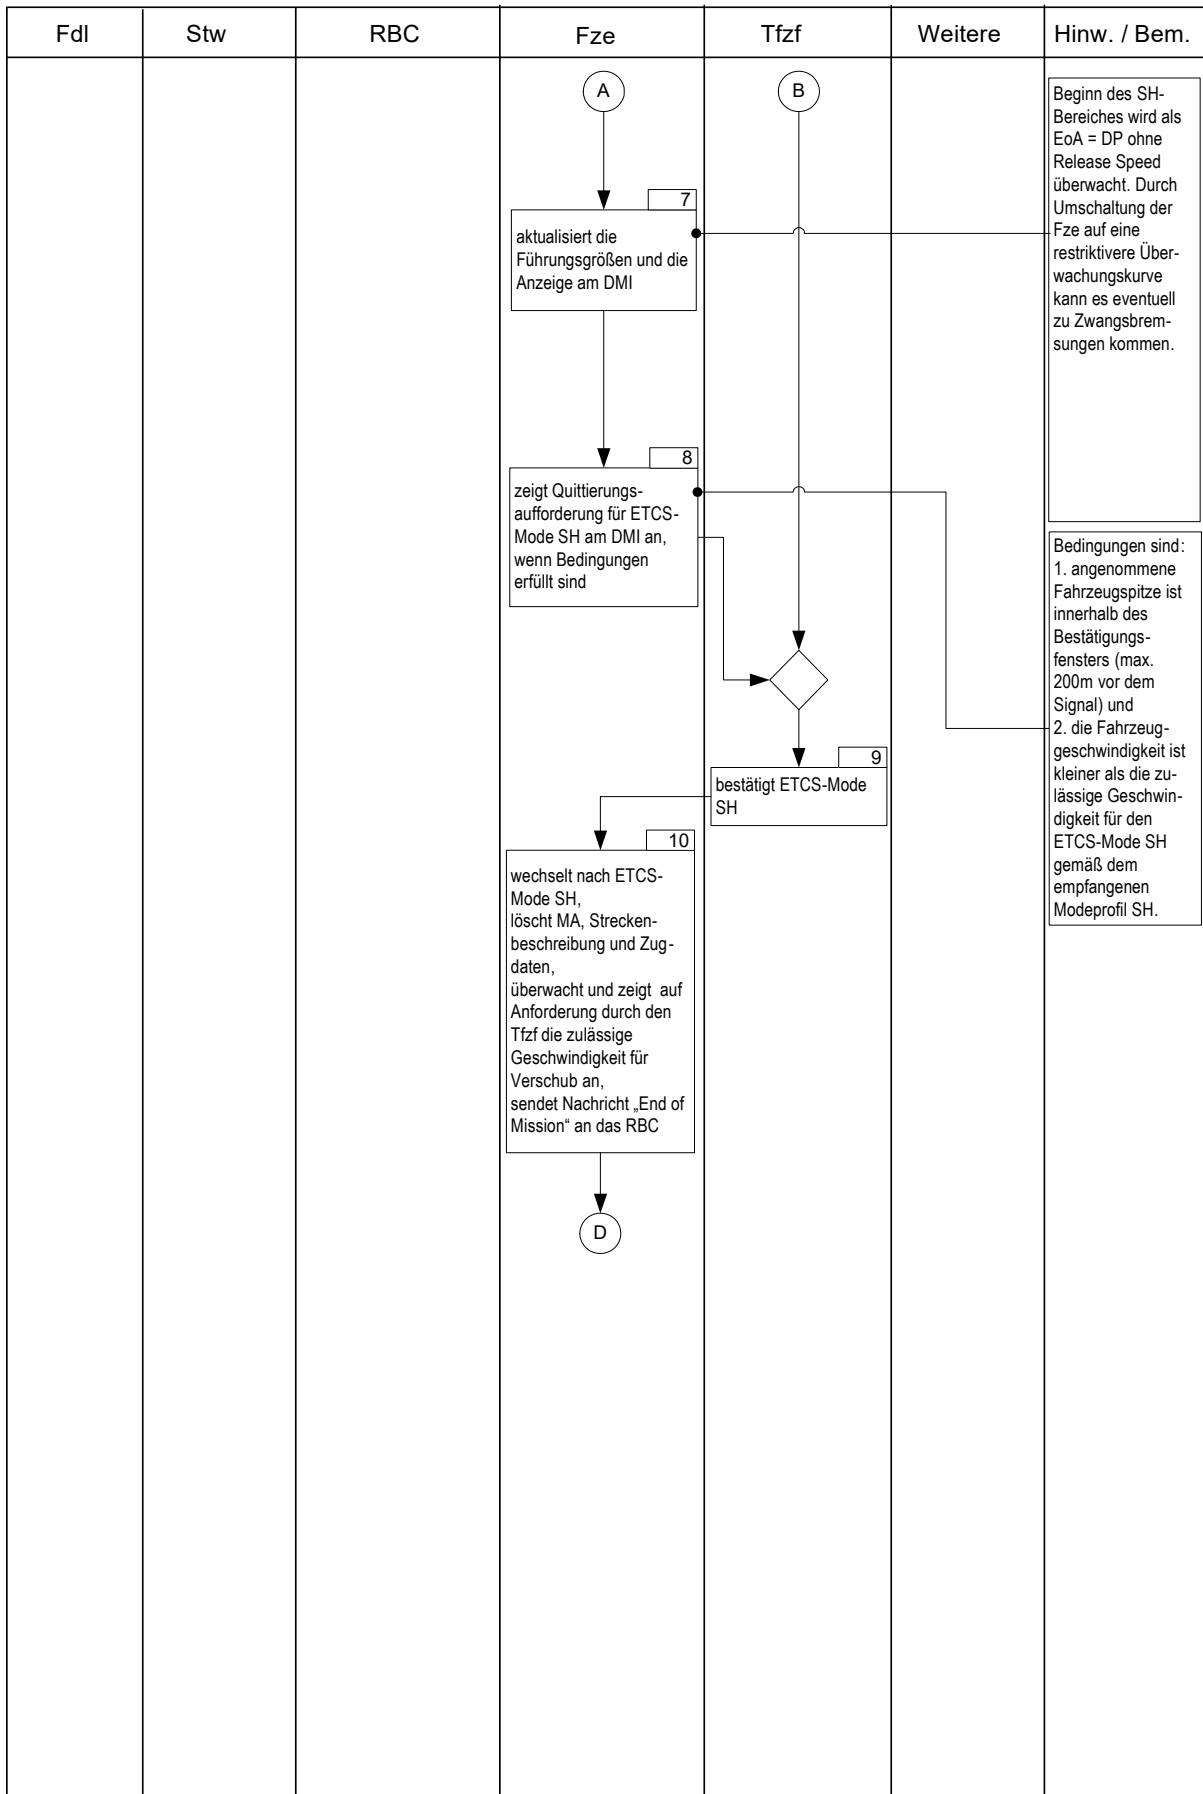 Fdl
Stw
RBC
Fze
Tfzf
Weitere
Hinw. / Bem.
A
B
Beginn des SH-
Bereiches wird als
EoA = DP ohne
Release Speed
überwacht. Durch
Umschaltung der
Fze auf eine
restriktivere Über-
wachungskurve
kann es eventuell
zu Zwangsbrem-
sungen kommen.
7
aktualisiert die
Führungsgrößen und die
Anzeige am DMI
8
zeigt Quittierungs-
aufforderung für ETCS-
Mode SH am DMI an,
wenn Bedingungen
erfüllt sind
Bedingungen sind:
1. angenommene
Fahrzeugspitze ist
innerhalb des
Bestätigungs-
fensters (max.
200m vor dem
Signal) und
2. die Fahrzeug-
geschwindigkeit ist
kleiner als die zu-
lässige Geschwin-
digkeit für den
ETCS-Mode SH
gemäß dem
empfangenen
Modeprofil SH.
9
bestätigt ETCS-Mode
SH
10
wechselt nach ETCS-
Mode SH,
löscht MA, Strecken-
beschreibung und Zug-
daten,
überwacht und zeigt auf
Anforderung durch den
Tfzf die zulässige
Geschwindigkeit für
Verschub an,
sendet Nachricht „End of
Mission“ an das RBC
D